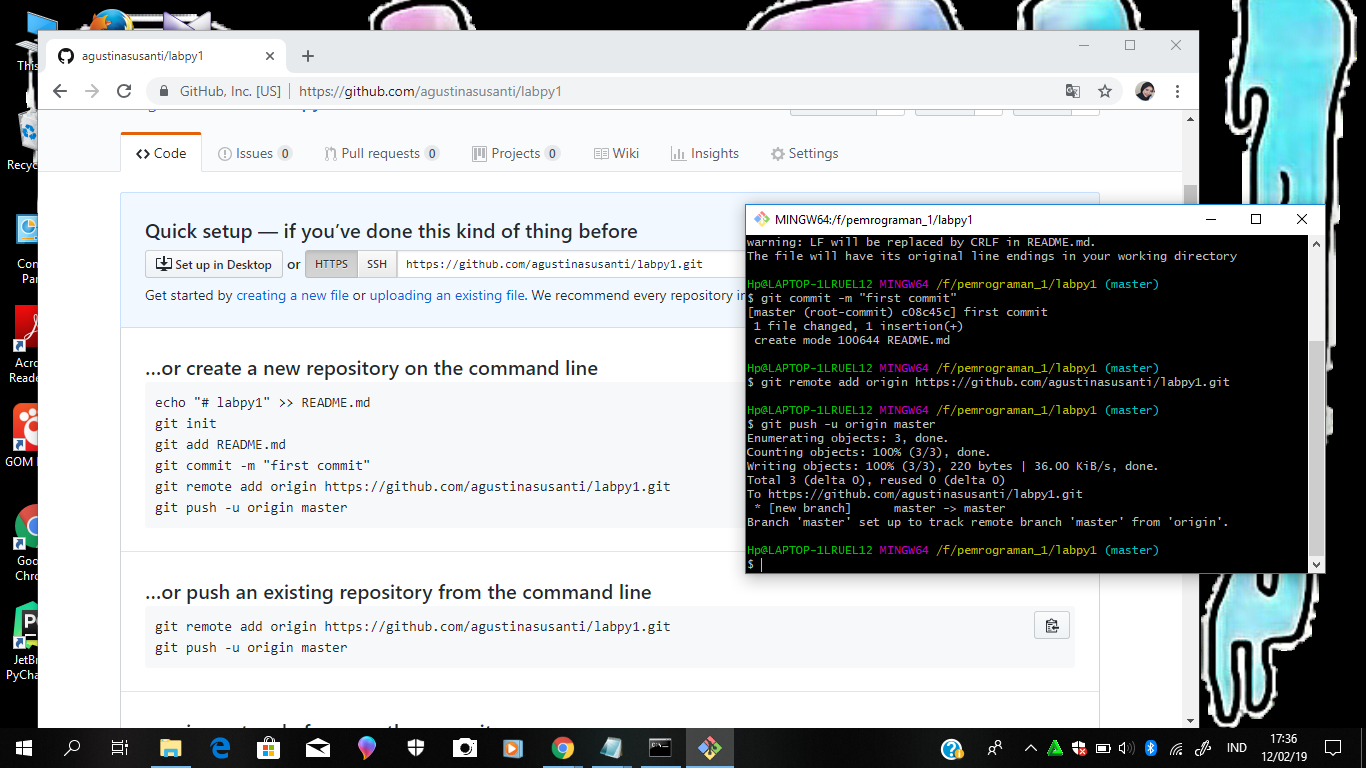 This
Recyc
Con
Par
Acro
Reade
GOM
Goo
Chro
JetBr
PyCha
agustinasusanti/labpy1
GitHub, Inc. [US] | https://github.com/agustinasusanti/labpy1
Code
Issues 0
Pull requests 0
Projects 0
Wiki
Insights
Settings
Quick setup — if you’ve done this kind of thing before
Set up in Desktop or HTTPS SSH https://github.com/agustinasusanti/labpy1.git
Get started by creating a new file or uploading an existing file. We recommend every repository in
…or create a new repository on the command line
echo "# labpy1" >> README.md
git init
git add README.md
git commit -m "first commit"
git remote add origin https://github.com/agustinasusanti/labpy1.git
git push -u origin master
…or push an existing repository from the command line
git remote add origin https://github.com/agustinasusanti/labpy1.git
git push -u origin master
MINGW64:/f/pemrograman_1/labpy1
warning: LF will be replaced by CRLF in README.md.
The file will have its original line endings in your working directory
Hp@LAPTOP-1LRUEL12 MINGW64 /f/pemrograman_1/labpy1 (master)
$ git commit -m "first commit"
[master (root-commit) c08c45c] first commit
1 file changed, 1 insertion(+)
create mode 100644 README.md
Hp@LAPTOP-1LRUEL12 MINGW64 /f/pemrograman_1/labpy1 (master)
$ git remote add origin https://github.com/agustinasusanti/labpy1.git
Hp@LAPTOP-1LRUEL12 MINGW64 /f/pemrograman_1/labpy1 (master)
$ git push -u origin master
Enumerating objects: 3, done.
Counting objects: 100% (3/3), done.
Writing objects: 100% (3/3), 220 bytes | 36.00 KiB/s, done.
Total 3 (delta 0), reused 0 (delta 0)
To https://github.com/agustinasusanti/labpy1.git
* [new branch]      master -> master
Branch 'master' set up to track remote branch 'master' from 'origin'.
Hp@LAPTOP-1LRUEL12 MINGW64 /f/pemrograman_1/labpy1 (master)
$
IND
17:36
12/02/19